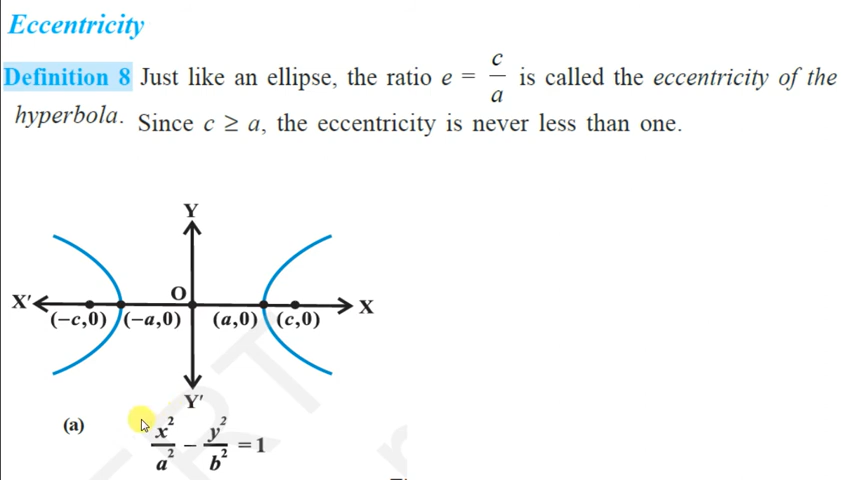 Eccentricity
Definition 8 Just like an ellipse, the ratio e = c/a is called the eccentricity of the
hyperbola. Since c ≥ a, the eccentricity is never less than one.
Y
O
X′ X
(−c,0) (−a,0) (a,0) (c,0)
Y′
(a) x²/a² − y²/b² = 1